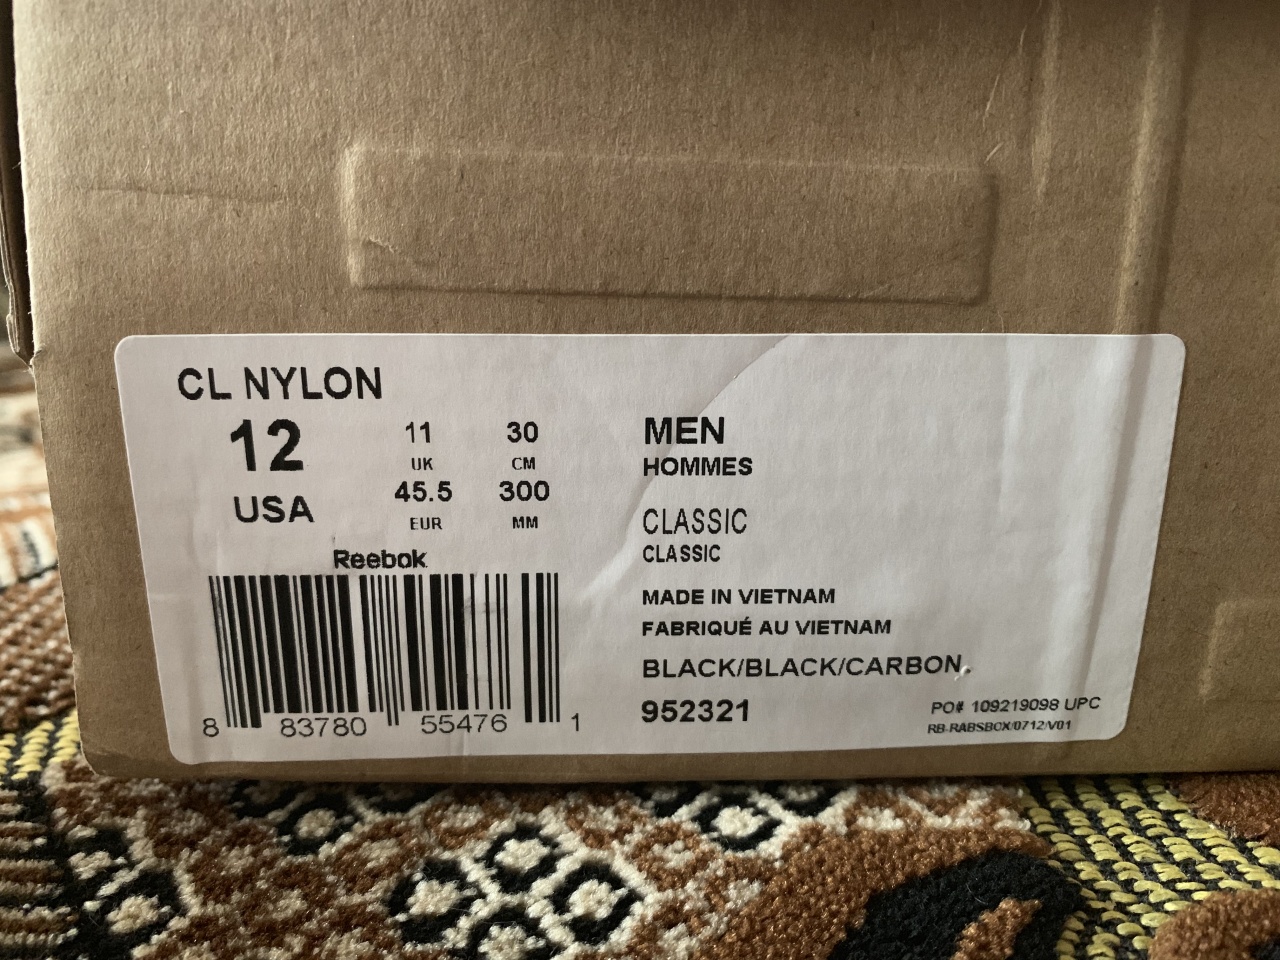 CL NYLON
12
USA
11
UK
45.5
EUR
30
CM
300
MM
Reebok
8 83780 55476 1
MEN
HOMMES
CLASSIC
CLASSIC
MADE IN VIETNAM
FABRIQUÉ AU VIETNAM
BLACK/BLACK/CARBON
952321
PO# 109219098 UPC
RB-RABSBOX/0712/V01